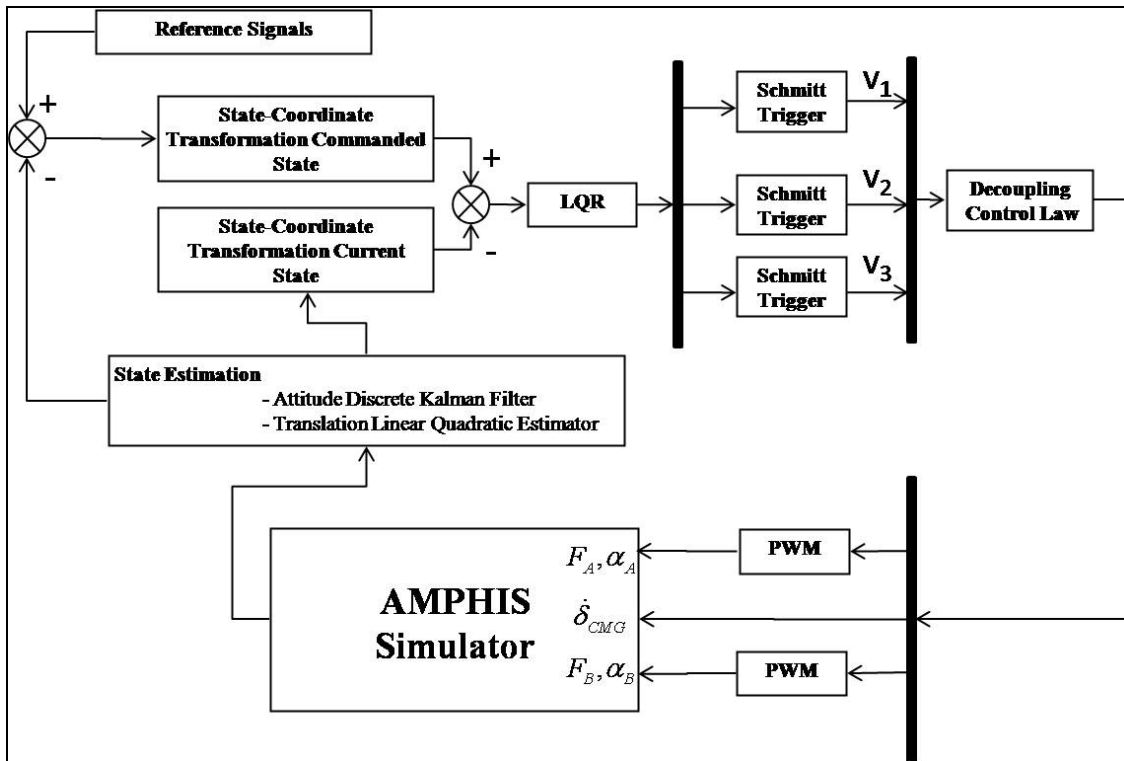 Reference Signals
+
-
State-Coordinate
Transformation Commanded
State
+
-
State-Coordinate
Transformation Current
State
LQR
Schmitt
Trigger
V1
Schmitt
Trigger
V2
Schmitt
Trigger
V3
Decoupling
Control Law
State Estimation
- Attitude Discrete Kalman Filter
- Translation Linear Quadratic Estimator
AMPHIS
Simulator
F_A, α_A
δ̇_CMG
F_B, α_B
PWM
PWM